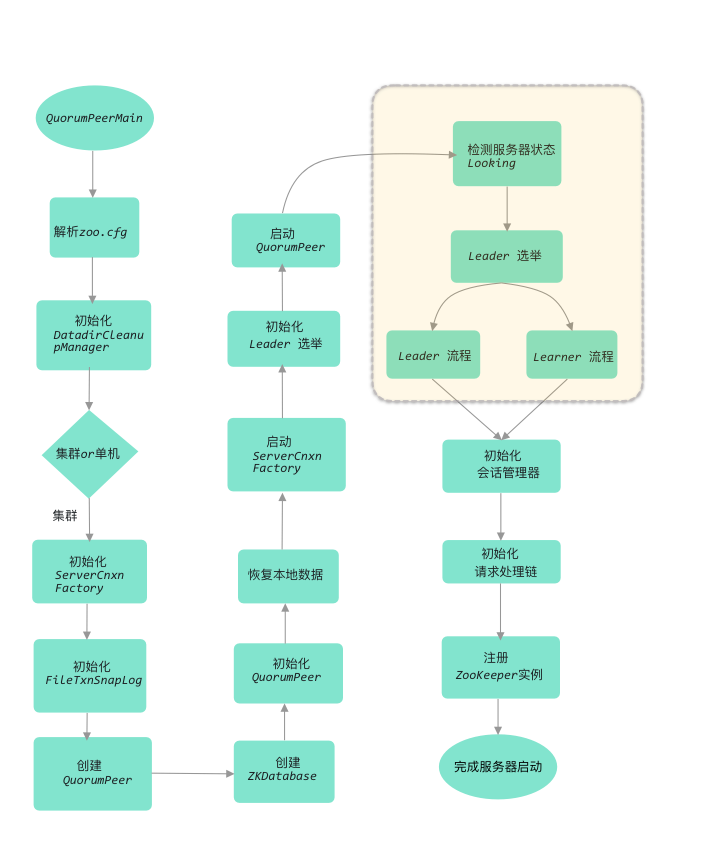 QuorumPeerMain
解析zoo.cfg
初始化
DatadirCleanu
pManager
集群or单机
集群
初始化
ServerCnxn
Factory
初始化
FileTxnSnapLog
创建
QuorumPeer
创建
ZKDatabase
初始化
QuorumPeer
恢复本地数据
启动
ServerCnxn
Factory
初始化
Leader 选举
启动
QuorumPeer
检测服务器状态
Looking
Leader 选举
Leader 流程
Learner 流程
初始化
会话管理器
初始化
请求处理链
注册
ZooKeeper实例
完成服务器启动